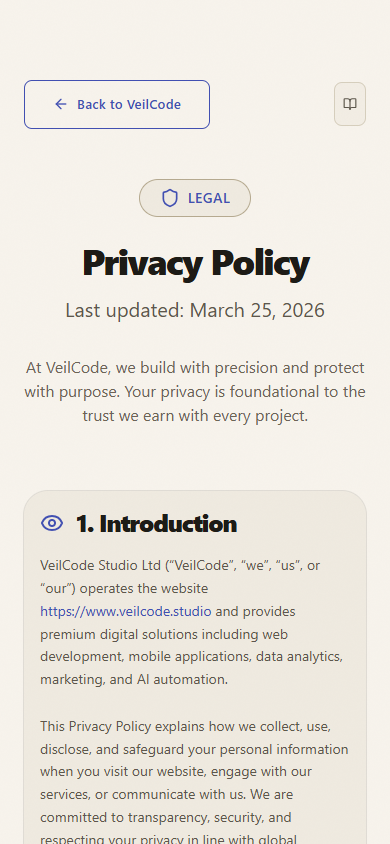 Back to VeilCode
LEGAL
Privacy Policy
Last updated: March 25, 2026
At VeilCode, we build with precision and protect
with purpose. Your privacy is foundational to the
trust we earn with every project.
1. Introduction
VeilCode Studio Ltd (“VeilCode”, “we”, “us”, or
“our”) operates the website
https://www.veilcode.studio and provides
premium digital solutions including web
development, mobile applications, data analytics,
marketing, and AI automation.
This Privacy Policy explains how we collect, use,
disclose, and safeguard your personal information
when you visit our website, engage with our
services, or communicate with us. We are
committed to transparency, security, and
respecting your privacy in line with global